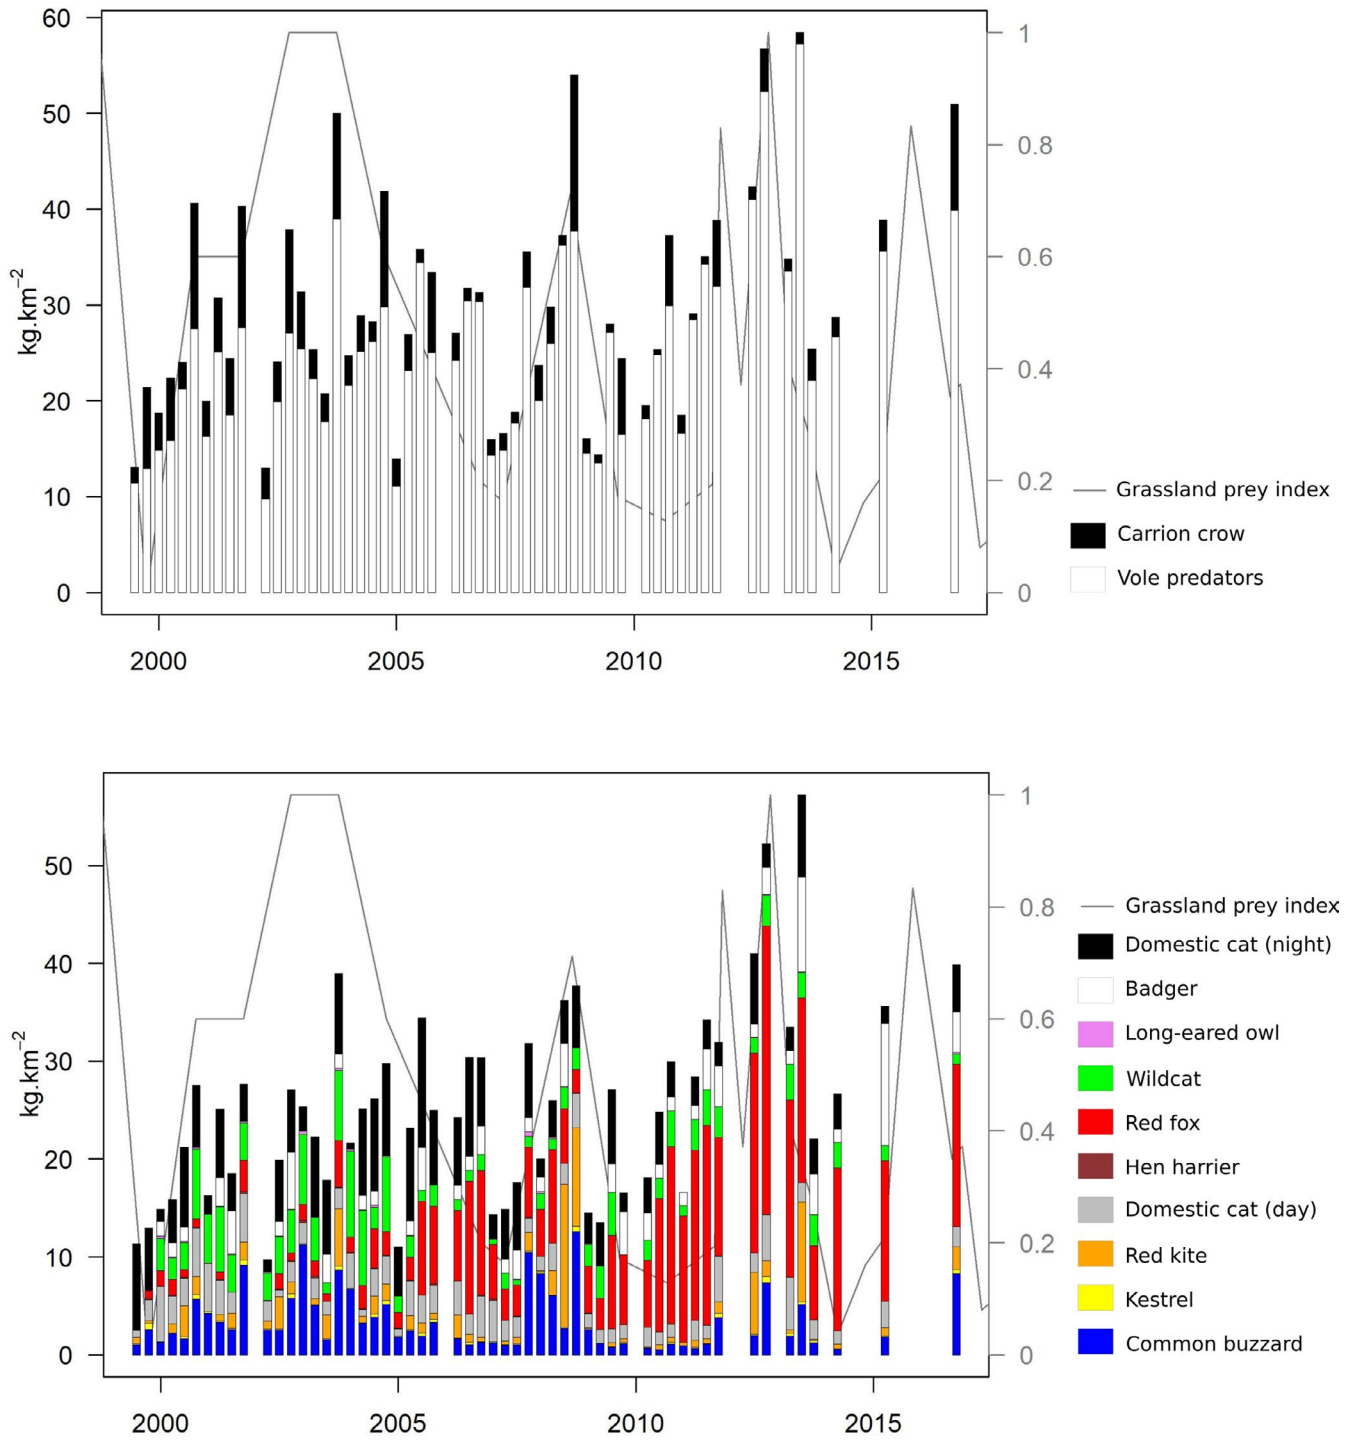 60
50
40
30
20
10
0
kg.km−2
1
0.8
0.6
0.4
0.2
0
2000 2005 2010 2015
Grassland prey index
Carrion crow
Vole predators
50
40
30
20
10
0
kg.km−2
1
0.8
0.6
0.4
0.2
0
2000 2005 2010 2015
Grassland prey index
Domestic cat (night)
Badger
Long-eared owl
Wildcat
Red fox
Hen harrier
Domestic cat (day)
Red kite
Kestrel
Common buzzard